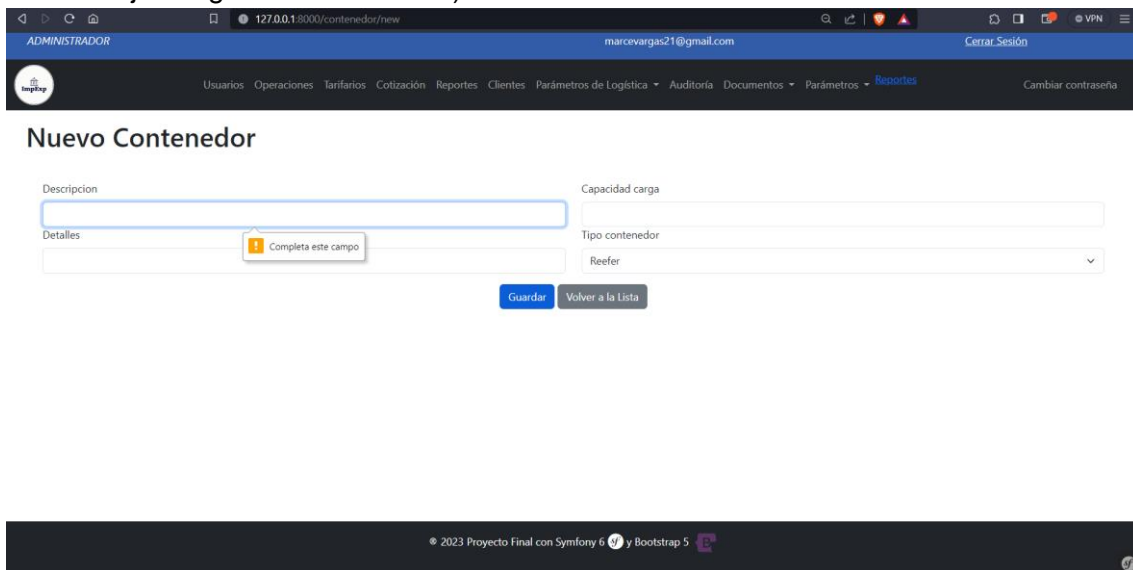 127.0.0.1:8000/contenedor/new
VPN
ADMINISTRADOR marcevargas21@gmail.com Cerrar Sesión
ImpExp
Usuarios Operaciones Tarifarios Cotización Reportes Clientes Parámetros de Logística Auditoría Documentos Parámetros Reportes Cambiar contraseña
Nuevo Contenedor
Descripcion Capacidad carga
Detalles Tipo contenedor
! Completa este campo
Reefer
Guardar Volver a la Lista
© 2023 Proyecto Final con Symfony 6 sf y Bootstrap 5 B
sf